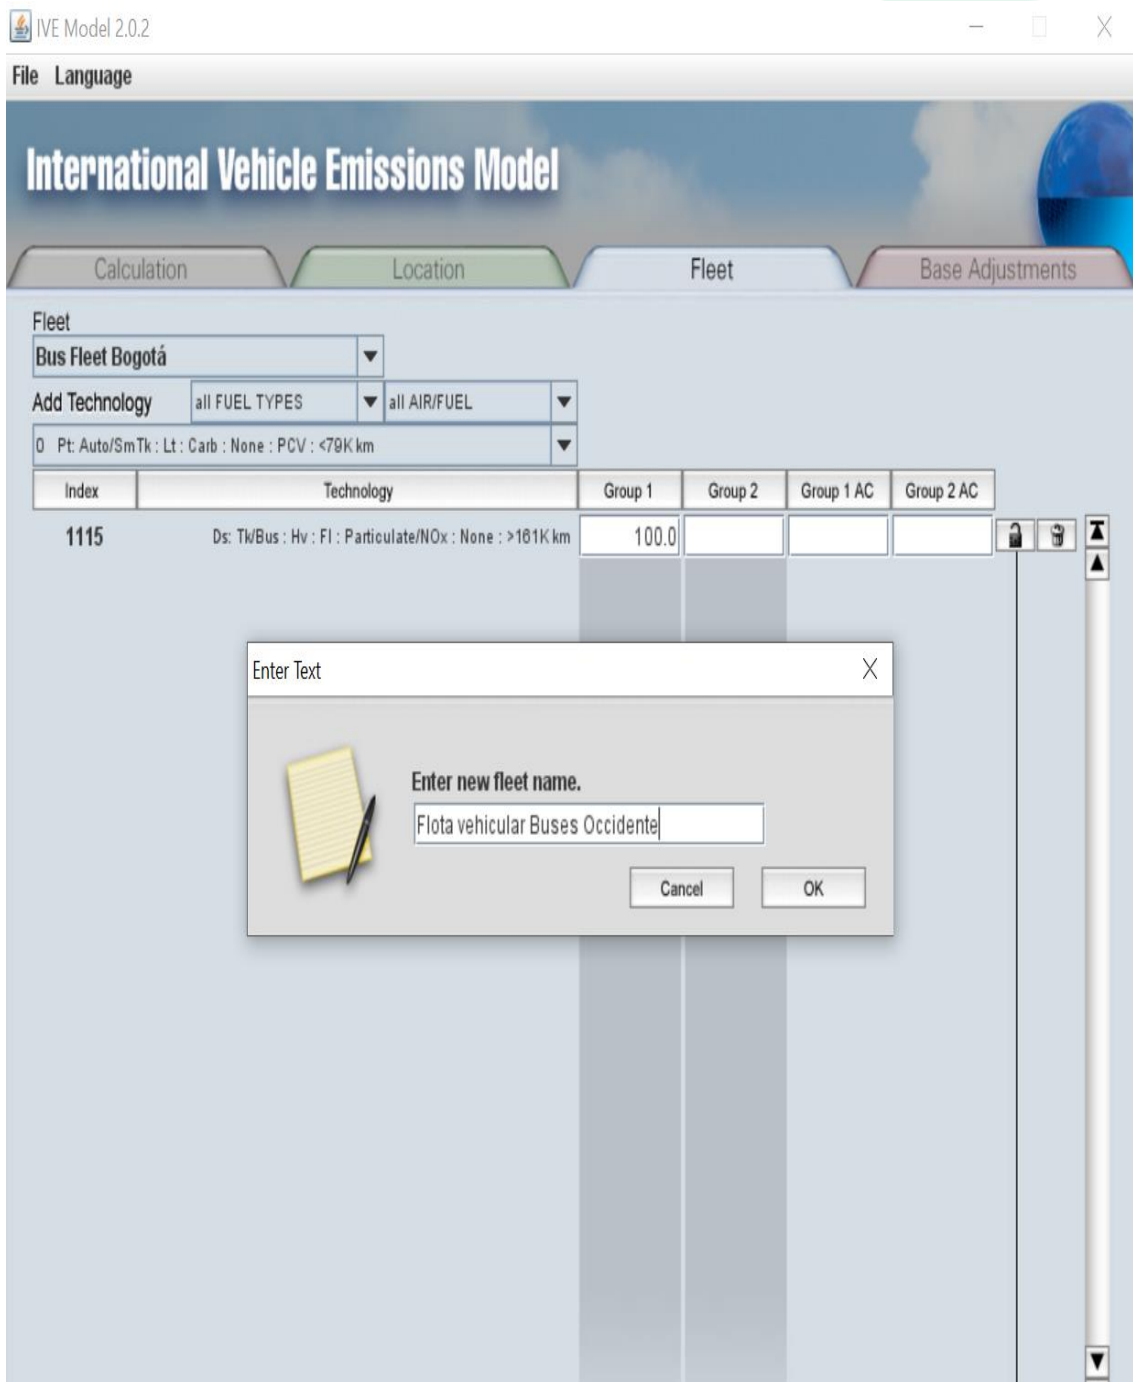 IVE Model 2.0.2
File Language
International Vehicle Emissions Model
Calculation Location Fleet Base Adjustments
Fleet
Bus Fleet Bogotá
Add Technology all FUEL TYPES all AIR/FUEL
0 Pt: Auto/SmTk : Lt : Carb : None : PCV : <79K km
Index Technology Group 1 Group 2 Group 1 AC Group 2 AC
1115 Ds: Tk/Bus : Hv : FI : Particulate/NOx : None : >161K km 100.0
Enter Text X
Enter new fleet name.
Flota vehicular Buses Occidente
Cancel OK